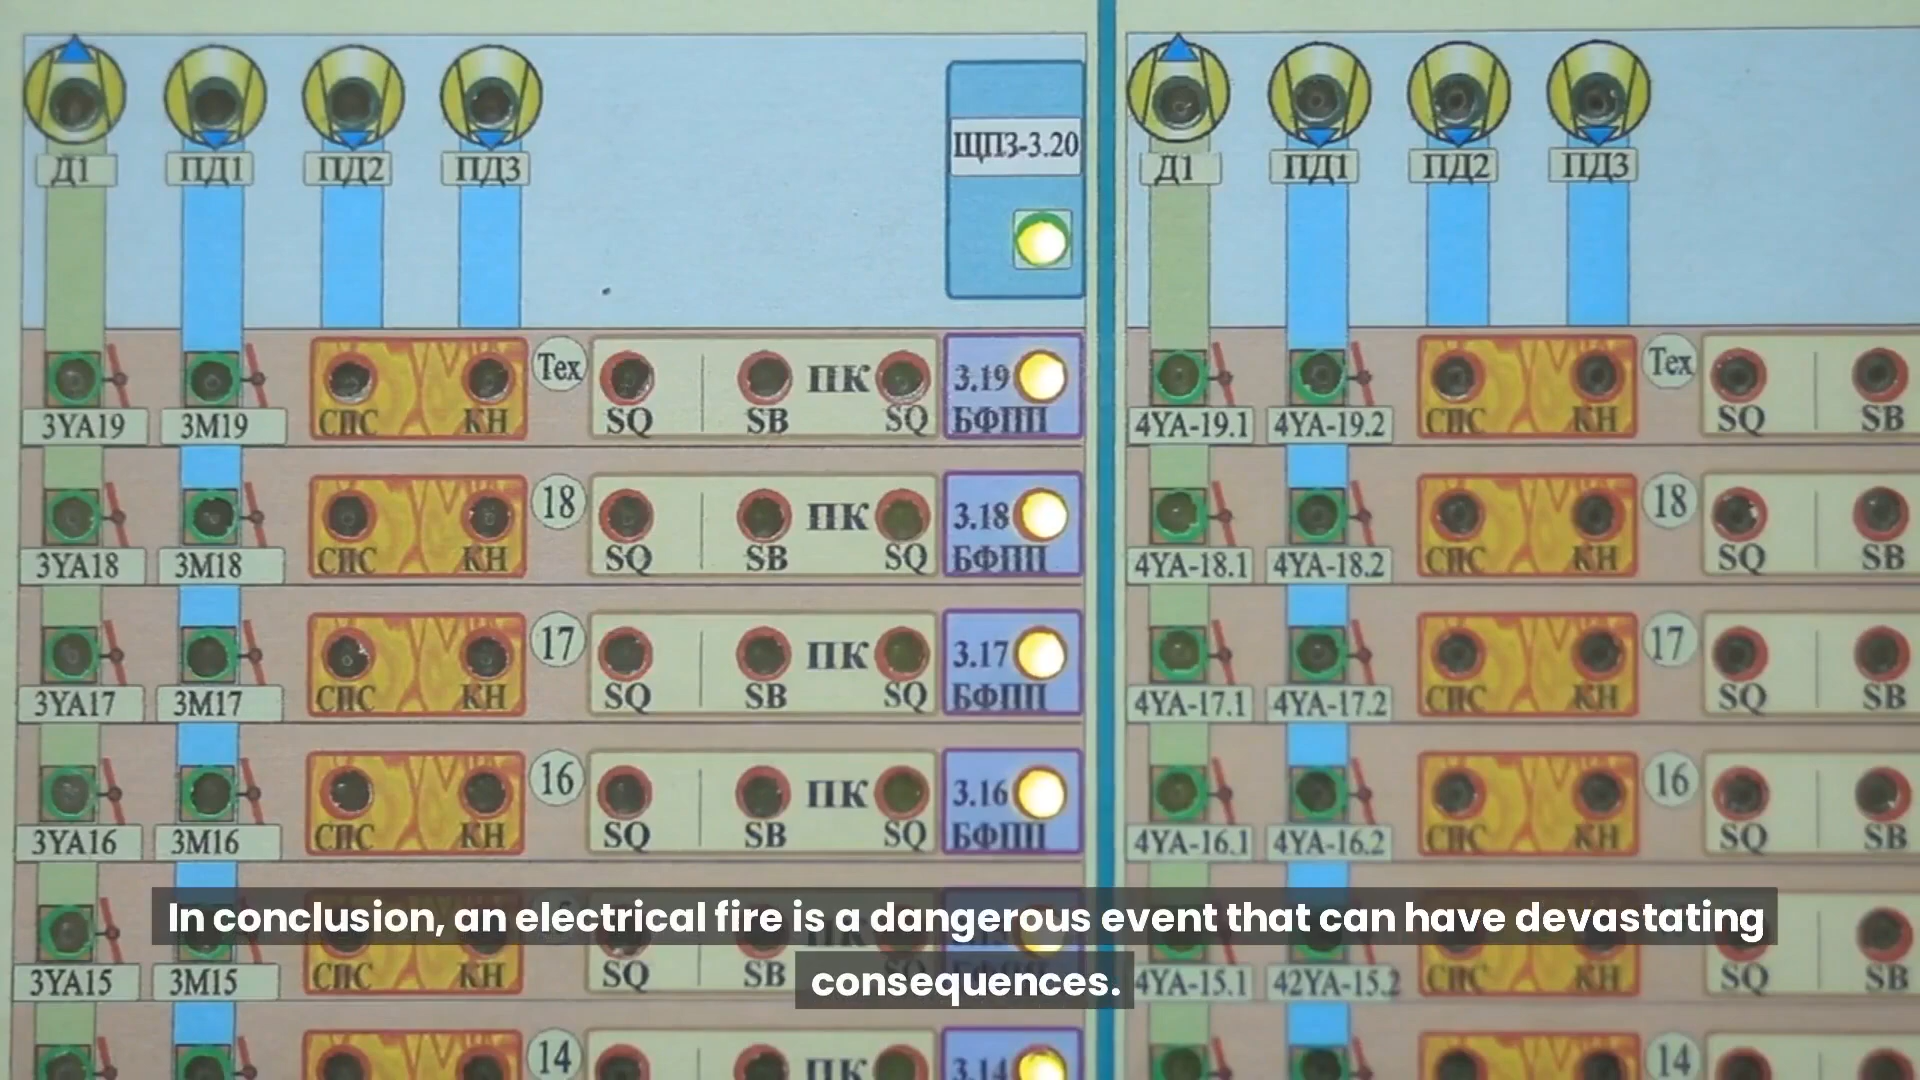 Д1 ПД1 ПД2 ПД3 ЩПЗ-3.20 Д1 ПД1 ПД2 ПД3
Тех ПК 3.19 Тех
3YA19 3M19 СПС КН SQ SB SQ БФПП 4YA-19.1 4YA-19.2 СПС КН SQ SB
18 ПК 3.18 18
3YA18 3M18 СПС КН SQ SB SQ БФПП 4YA-18.1 4YA-18.2 СПС КН SQ SB
17 ПК 3.17 17
3YA17 3M17 СПС КН SQ SB SQ БФПП 4YA-17.1 4YA-17.2 СПС КН SQ SB
16 ПК 3.16 16
3YA16 3M16 СПС КН SQ SB SQ БФПП 4YA-16.1 4YA-16.2 СПС КН SQ SB
In conclusion, an electrical fire is a dangerous event that can have devastating
consequences.
3YA15 3M15 СПС КН SQ SB 4YA-15.1 42YA-15.2 СПС КН SQ SB
14 ПК 3.14 14